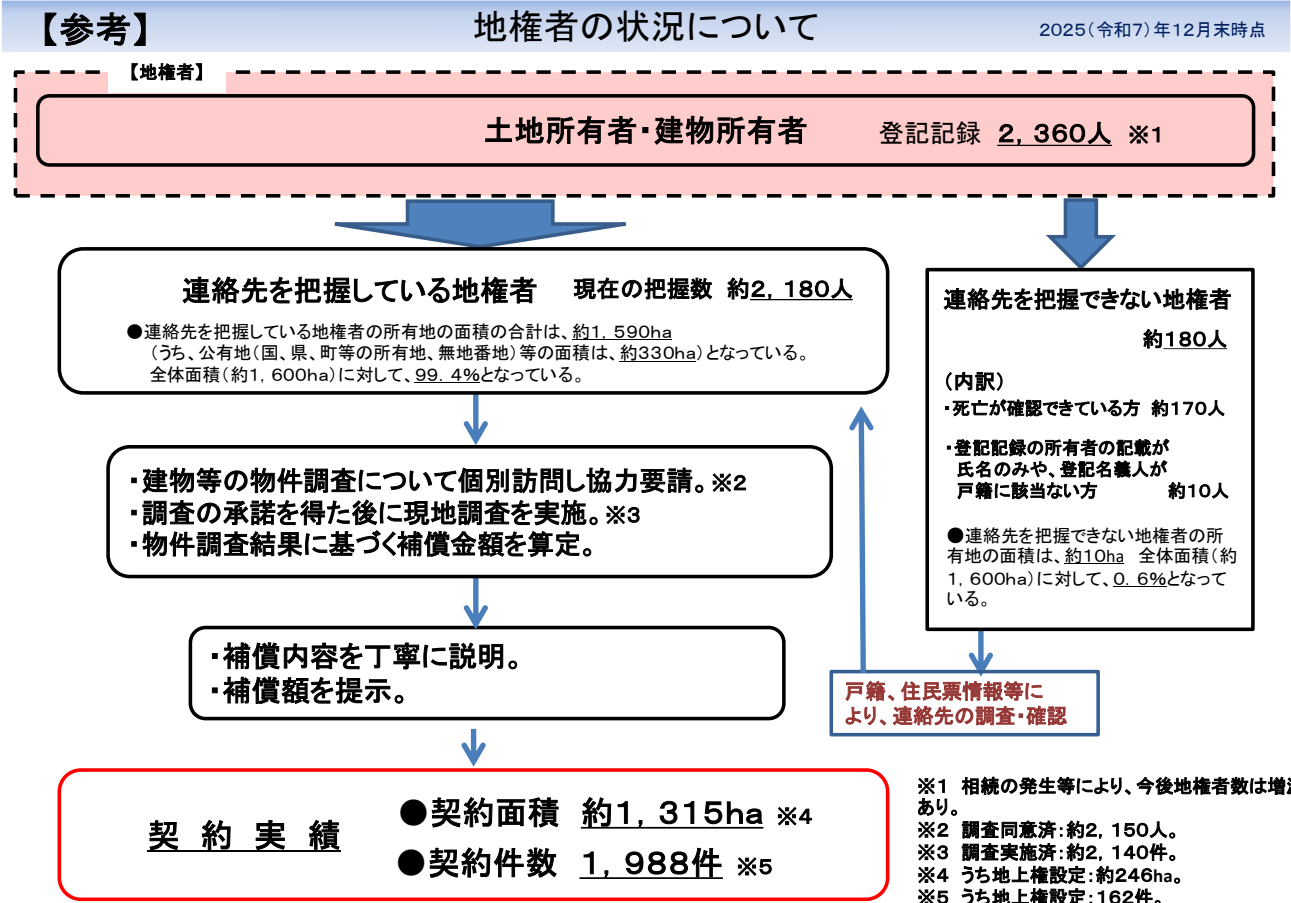 【参考】
地権者の状況について
2025（令和7）年12月末時点
【地権者】
土地所有者・建物所有者 登記記録 2，360人 ※1
連絡先を把握している地権者 現在の把握数 約2，180人
●連絡先を把握している地権者の所有地の面積の合計は、約1，590ha
（うち、公有地（国、県、町等の所有地、無地番地）等の面積は、約330ha）となっている。
全体面積（約1，600ha）に対して、99．4%となっている。
・建物等の物件調査について個別訪問し協力要請。※2
・調査の承諾を得た後に現地調査を実施。※3
・物件調査結果に基づく補償金額を算定。
・補償内容を丁寧に説明。
・補償額を提示。
契約実績
●契約面積 約1，315ha ※4
●契約件数 1，988件 ※5
連絡先を把握できない地権者
約180人
（内訳）
・死亡が確認できている方 約170人
・登記記録の所有者の記載が
氏名のみや、登記名義人が
戸籍に該当ない方 約10人
●連絡先を把握できない地権者の所
有地の面積は、約10ha 全体面積（約
1，600ha）に対して、0．6%となって
いる。
戸籍、住民票情報等に
より、連絡先の調査・確認
※1 相続の発生等により、今後地権者数は増
あり。
※2 調査同意済：約2，150人。
※3 調査実施済：約2，140件。
※4 うち地上権設定：約246ha。
※5 うち地上権設定：162件。